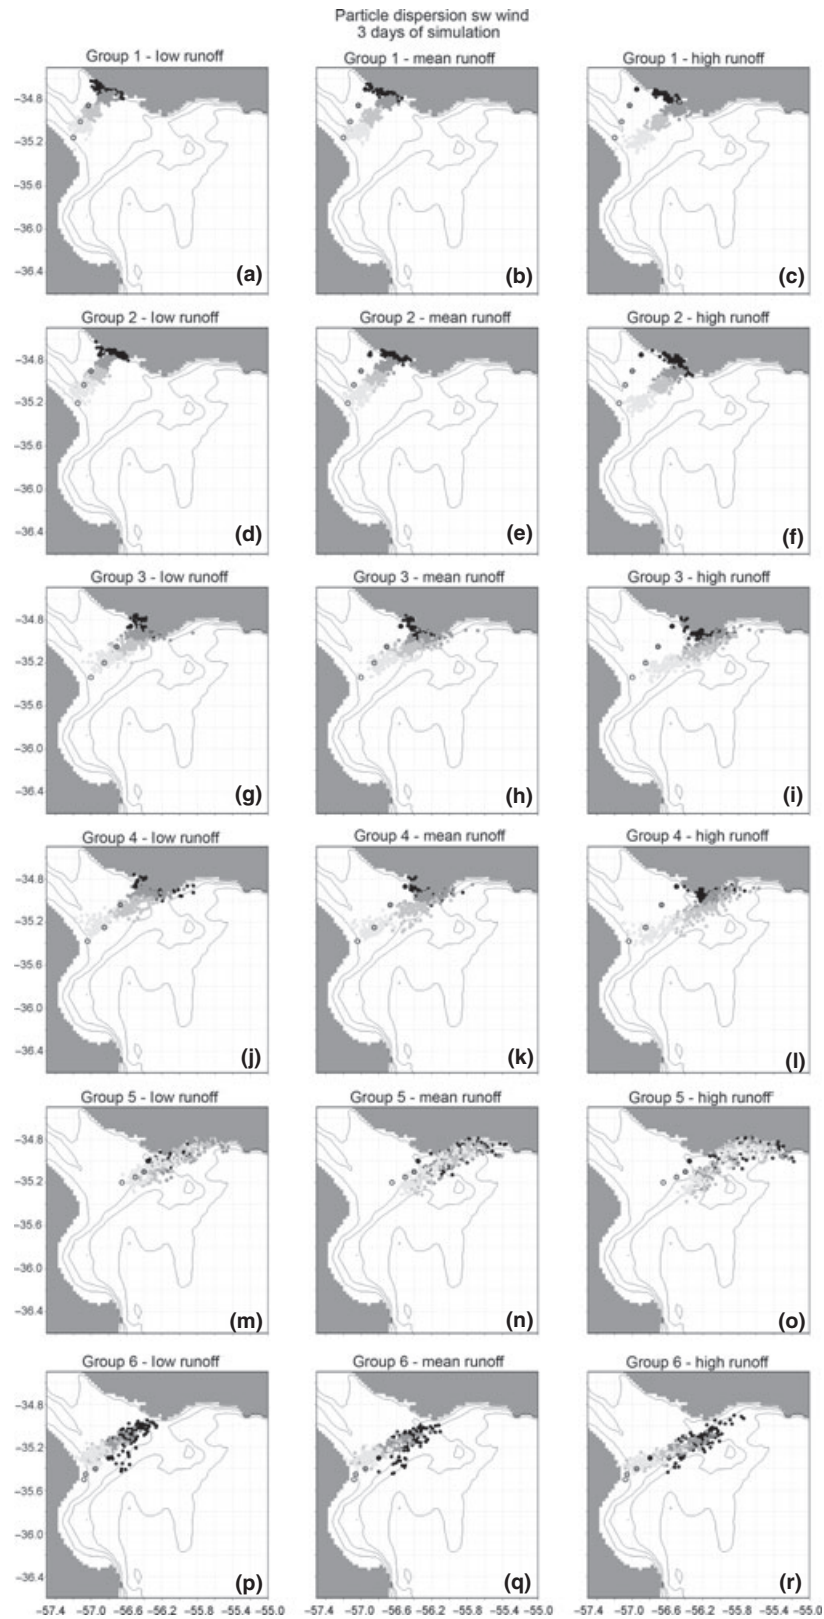 Particle dispersion sw wind
3 days of simulation
Group 1 - low runoff
Group 1 - mean runoff
Group 1 - high runoff
−34.8
−35.2
−35.6
−36.0
−36.4
(a)
(b)
(c)
Group 2 - low runoff
Group 2 - mean runoff
Group 2 - high runoff
−34.8
−35.2
−35.6
−36.0
−36.4
(d)
(e)
(f)
Group 3 - low runoff
Group 3 - mean runoff
Group 3 - high runoff
−34.8
−35.2
−35.6
−36.0
−36.4
(g)
(h)
(i)
Group 4 - low runoff
Group 4 - mean runoff
Group 4 - high runoff
−34.8
−35.2
−35.6
−36.0
−36.4
(j)
(k)
(l)
Group 5 - low runoff
Group 5 - mean runoff
Group 5 - high runoff
−34.8
−35.2
−35.6
−36.0
−36.4
(m)
(n)
(o)
Group 6 - low runoff
Group 6 - mean runoff
Group 6 - high runoff
−34.8
−35.2
−35.6
−36.0
−36.4
(p)
(q)
(r)
−57.4 −57.0 −56.6 −56.2 −55.8 −55.4 −55.0
−57.4 −57.0 −56.6 −56.2 −55.8 −55.4 −55.0
−57.4 −57.0 −56.6 −56.2 −55.8 −55.4 −55.0